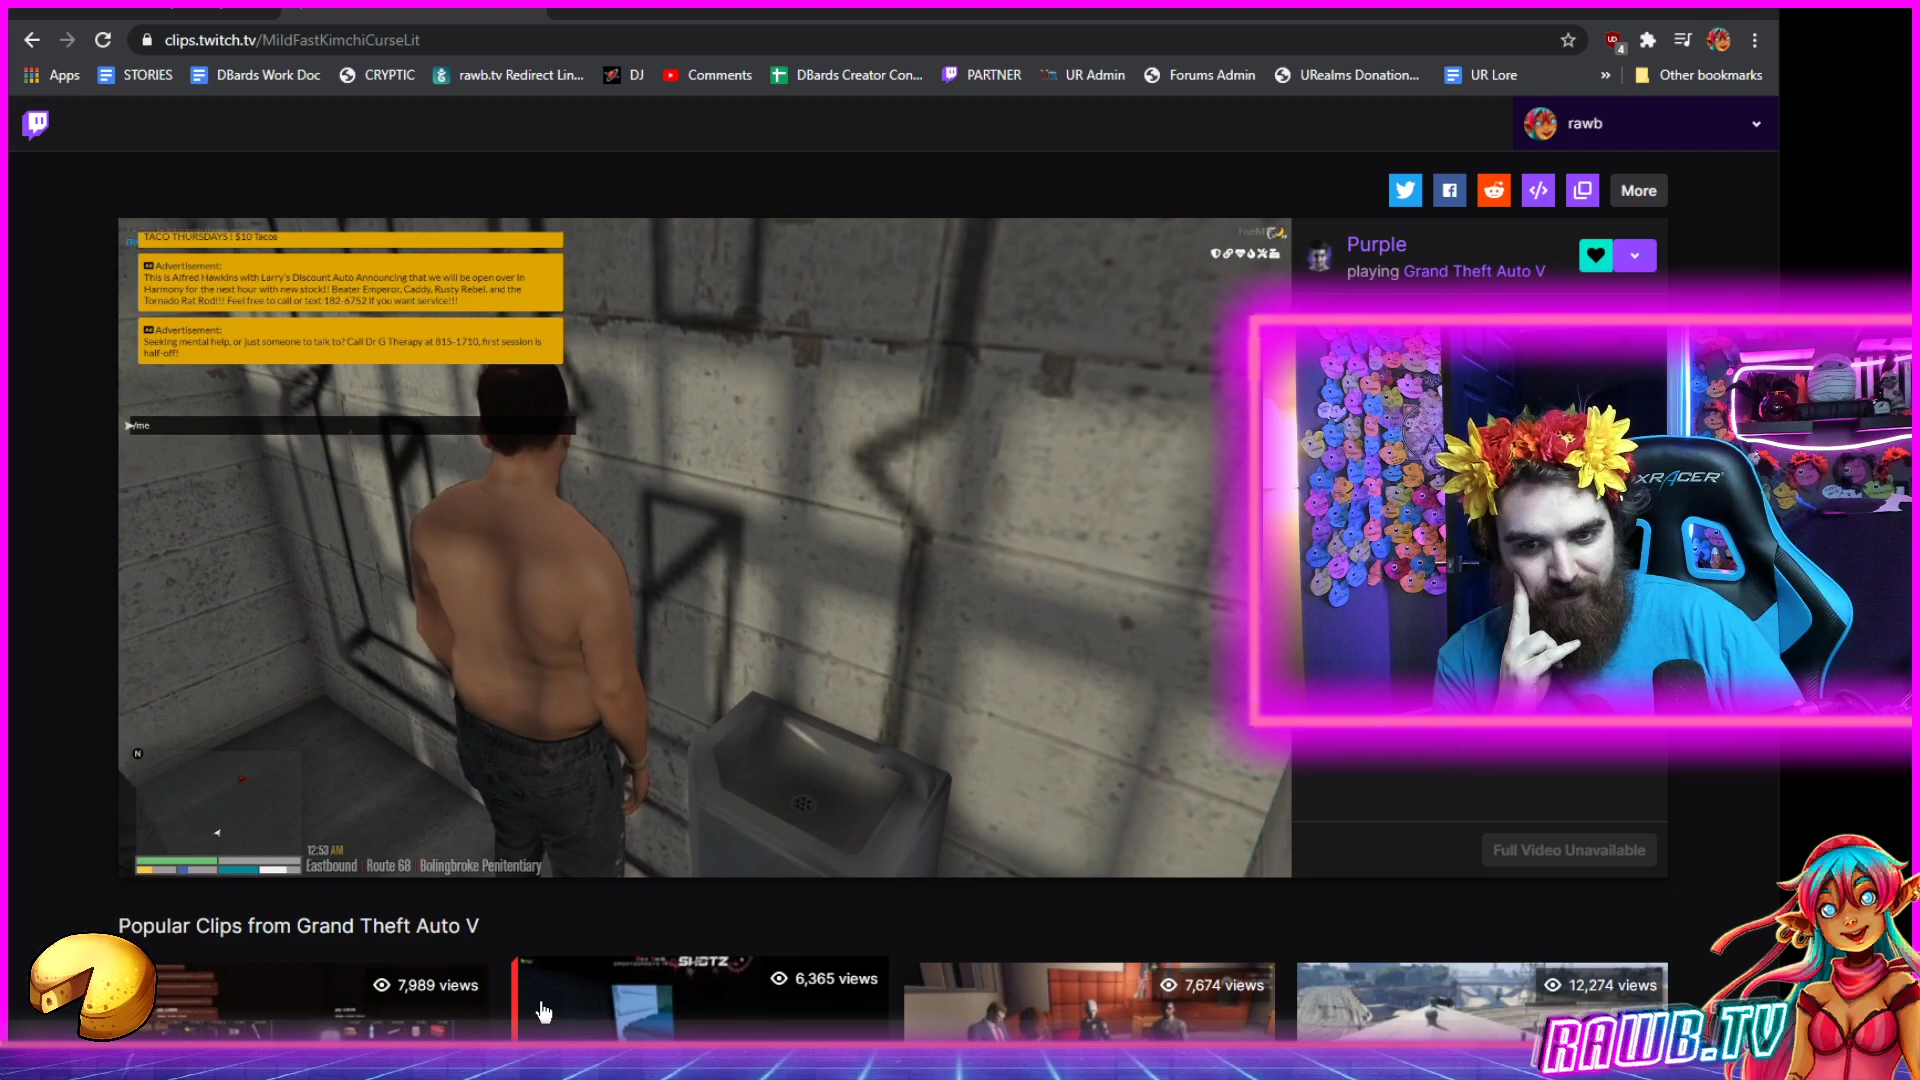 clips.twitch.tv/MildFastKimchiCurseLit
4
Apps STORIES DBards Work Doc CRYPTIC rawb.tv Redirect Lin... DJ Comments DBards Creator Con... PARTNER UR Admin Forums Admin URealms Donation... UR Lore » Other bookmarks
rawb
More
TACO THURSDAYS ! $10 Tacos
FiveM
Ad Advertisement:
This is Alfred Hawkins with Larry's Discount Auto Announcing that we will be open over in
Harmony for the next hour with new stock!! Beater Emperor, Caddy, Rusty Rebel, and the
Tornado Rat Rod!!! Feel free to call or text 182-6752 if you want service!!!
Ad Advertisement:
Seeking mental help, or just someone to talk to? Call Dr G Therapy at 815-1710, first session is
half-off!
/me
Purple
playing Grand Theft Auto V
XRACER
N
12:53 AM
Eastbound | Route 68 | Bolingbroke Penitentiary
Full Video Unavailable
Popular Clips from Grand Theft Auto V
7,989 views
SHOTZ
6,365 views
7,674 views
12,274 views
RAWB.TV